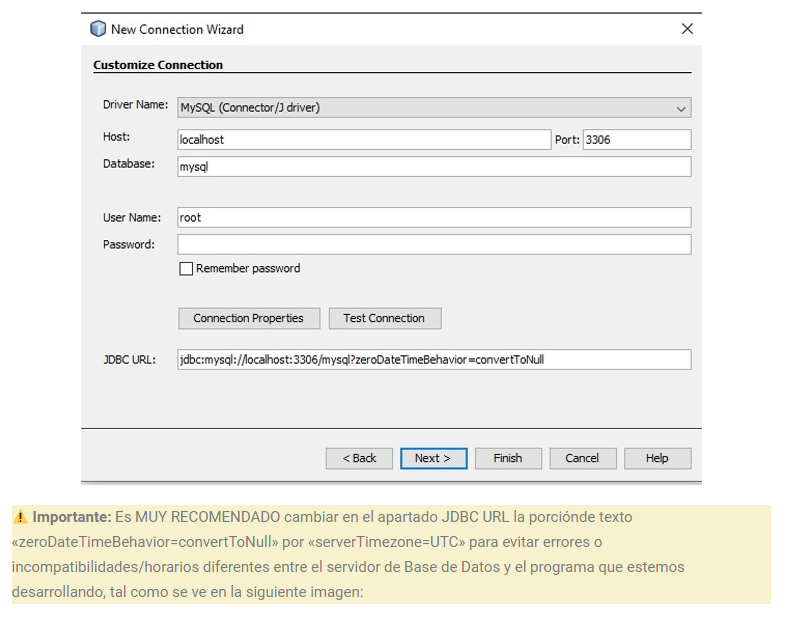 New Connection Wizard
Customize Connection
Driver Name: MySQL (Connector/J driver)
Host: localhost Port: 3306
Database: mysql
User Name: root
Password:
Remember password
Connection Properties Test Connection
JDBC URL: jdbc:mysql://localhost:3306/mysql?zeroDateTimeBehavior=convertToNull
< Back Next > Finish Cancel Help
⚠ Importante: Es MUY RECOMENDADO cambiar en el apartado JDBC URL la porciónde texto
«zeroDateTimeBehavior=convertToNull» por «serverTimezone=UTC» para evitar errores o
incompatibilidades/horarios diferentes entre el servidor de Base de Datos y el programa que estemos
desarrollando, tal como se ve en la siguiente imagen: